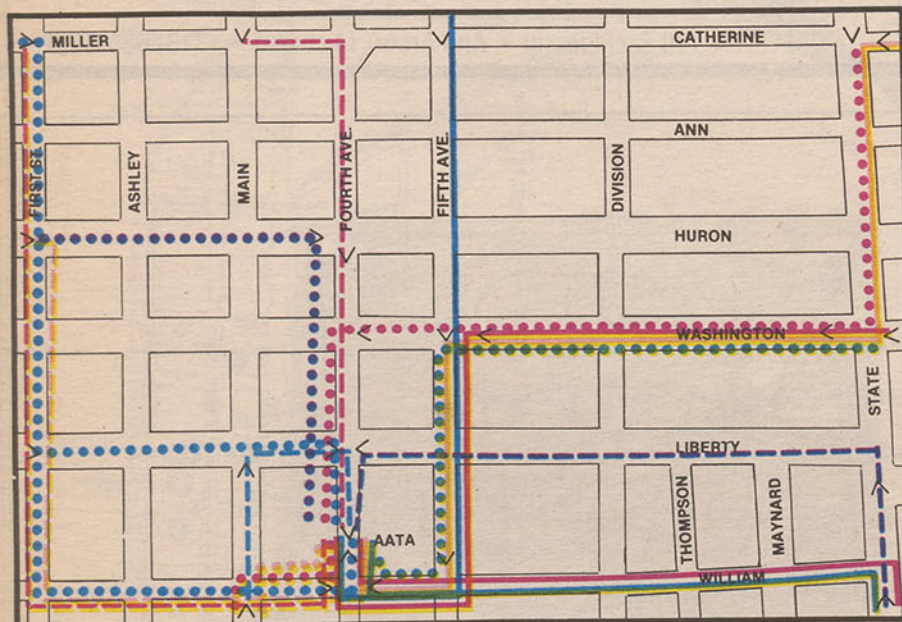 MILLER
CATHERINE
ANN
FIRST ST.
ASHLEY
MAIN
FOURTH AVE.
FIFTH AVE.
DIVISION
HURON
WASHINGTON
STATE
LIBERTY
THOMPSON
MAYNARD
AATA
WILLIAM